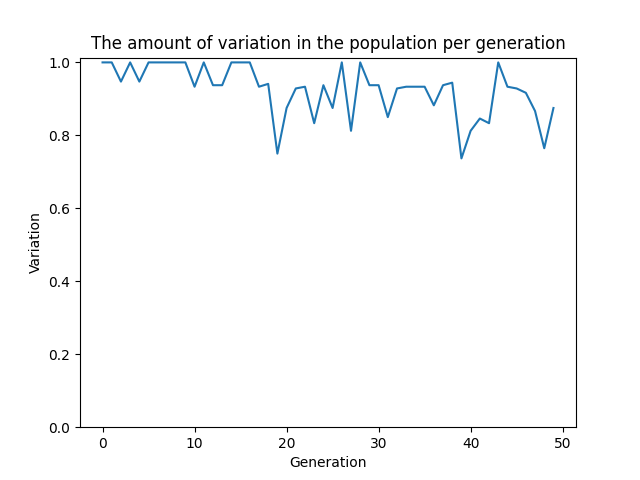 The amount of variation in the population per generation
1.0
0.8
0.6
0.4
0.2
0.0
Variation
0 10 20 30 40 50
Generation